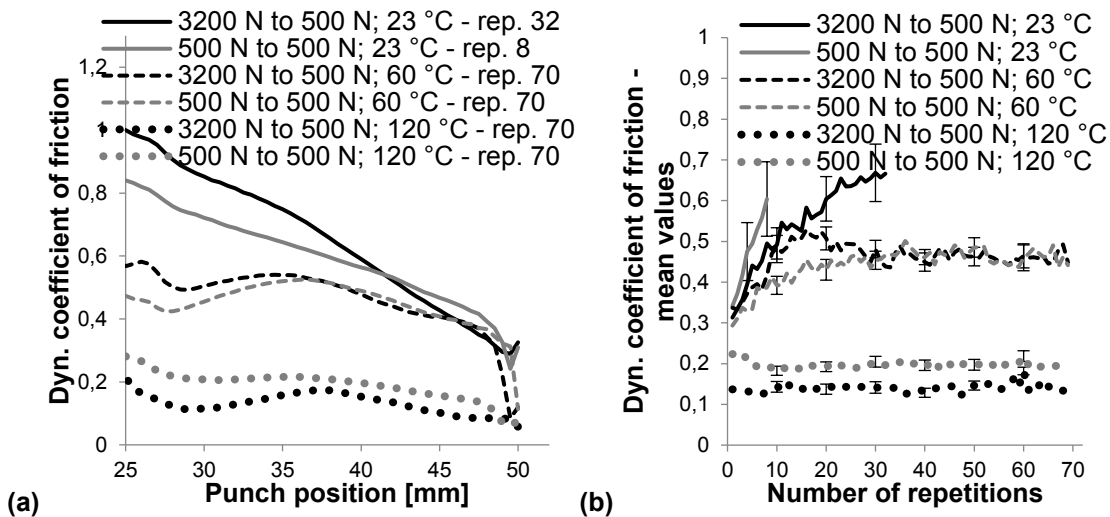 3200 N to 500 N; 23 °C - rep. 32
500 N to 500 N; 23 °C - rep. 8
3200 N to 500 N; 60 °C - rep. 70
500 N to 500 N; 60 °C - rep. 70
3200 N to 500 N; 120 °C - rep. 70
500 N to 500 N; 120 °C - rep. 70
Dyn. coefficient of friction
1,2
1
0,8
0,6
0,4
0,2
0
25
30
35
40
45
50
Punch position [mm]
(a)
3200 N to 500 N; 23 °C
500 N to 500 N; 23 °C
3200 N to 500 N; 60 °C
500 N to 500 N; 60 °C
3200 N to 500 N; 120 °C
500 N to 500 N; 120 °C
Dyn. coefficient of friction -
mean values
1
0,9
0,8
0,7
0,6
0,5
0,4
0,3
0,2
0,1
0
0
10
20
30
40
50
60
70
Number of repetitions
(b)